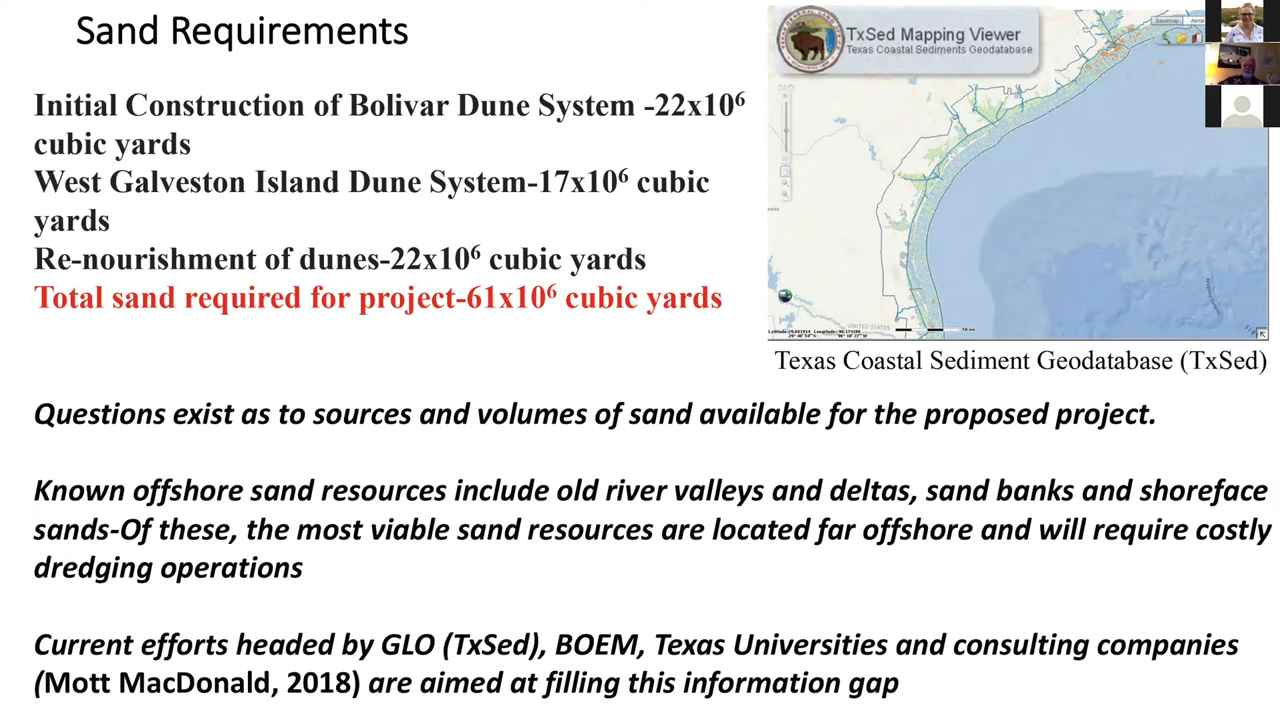 Sand Requirements
Initial Construction of Bolivar Dune System -22x10⁶
cubic yards
West Galveston Island Dune System-17x10⁶ cubic
yards
Re-nourishment of dunes-22x10⁶ cubic yards
Total sand required for project-61x10⁶ cubic yards
TxSed Mapping Viewer
Texas Coastal Sediments Geodatabase
Basemap
Aerial
UNITED STATES
Texas Coastal Sediment Geodatabase (TxSed)
Questions exist as to sources and volumes of sand available for the proposed project.
Known offshore sand resources include old river valleys and deltas, sand banks and shoreface
sands-Of these, the most viable sand resources are located far offshore and will require costly
dredging operations
Current efforts headed by GLO (TxSed), BOEM, Texas Universities and consulting companies
(Mott MacDonald, 2018) are aimed at filling this information gap